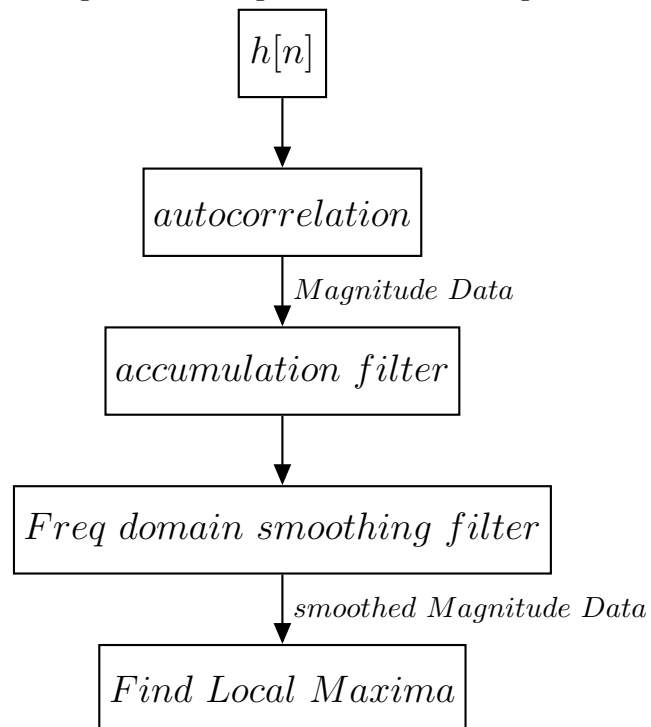 h[n]
autocorrelation
Magnitude Data
accumulation filter
Freq domain smoothing filter
smoothed Magnitude Data
Find Local Maxima